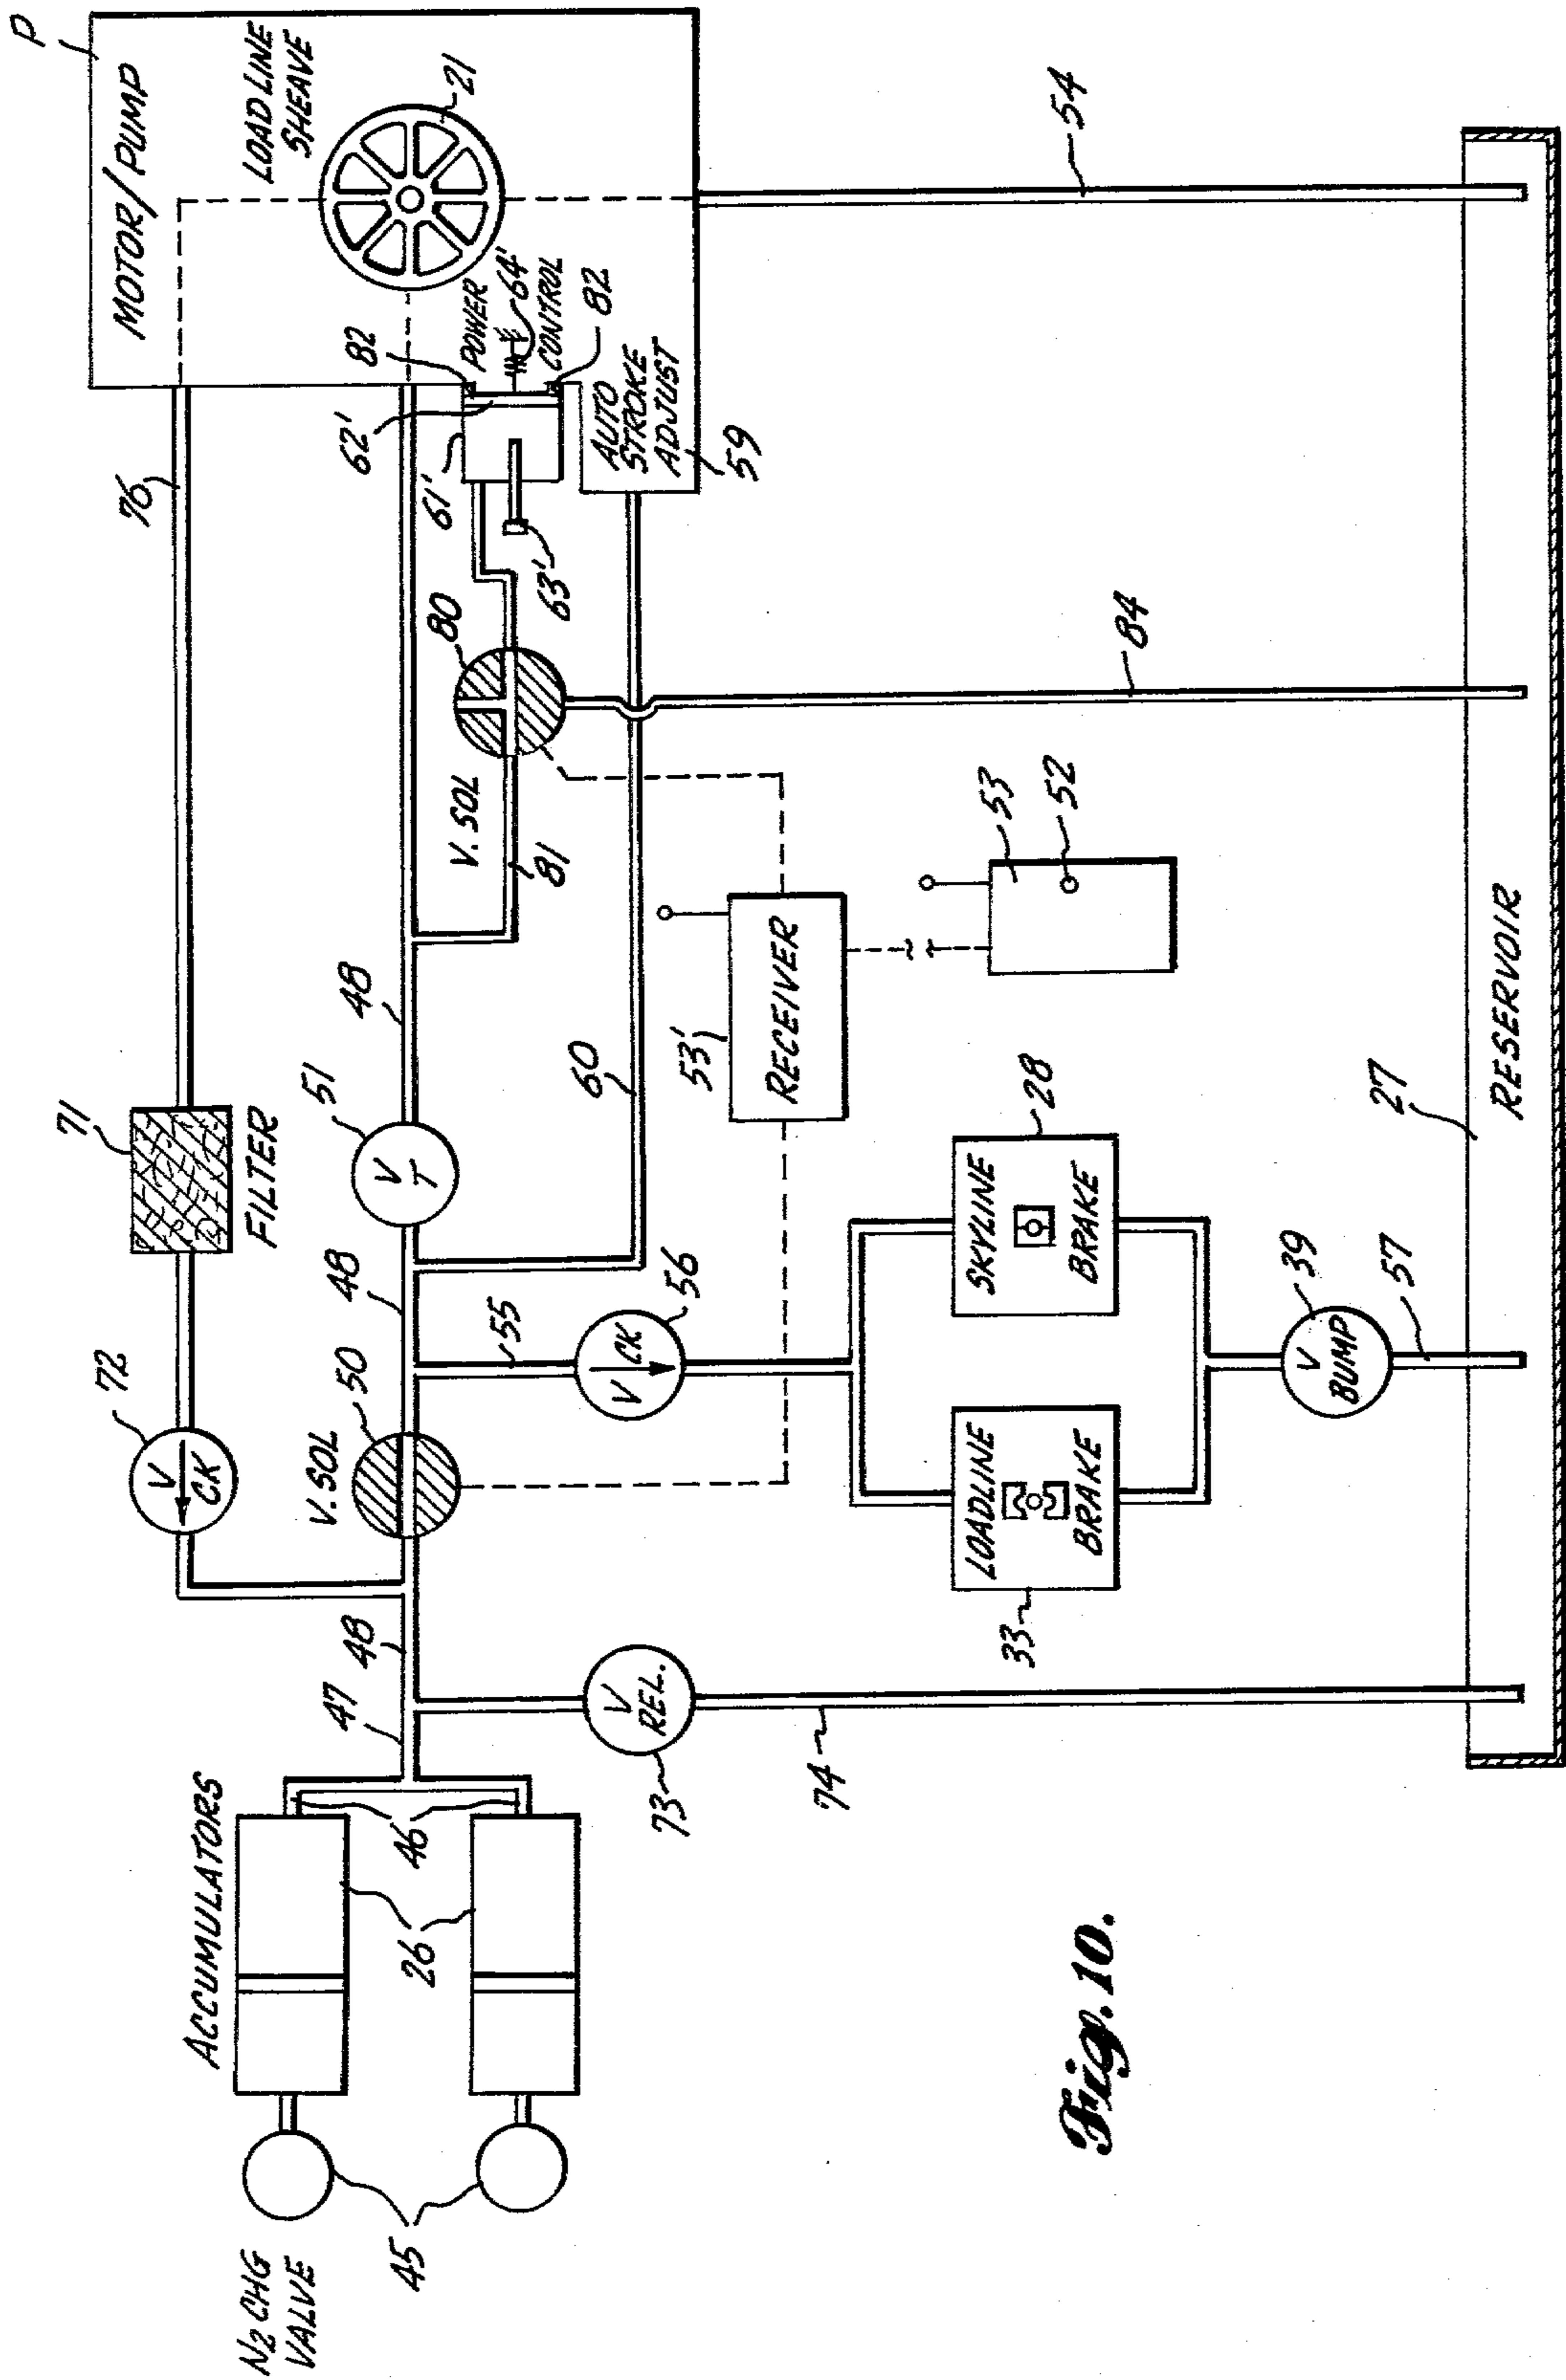 P
MOTOR/PUMP
LOAD LINE
SHEAVE
21
76
71
FILTER
72
V
CK
82
POWER
64'
CONTROL
82
62'
61'
63'
AUTO
STROKE
ADJUST
59
80
V. SOL
81
48
51
V
T
48
50
V. SOL
48
47
ACCUMULATORS
46
26
45
N2 CHG
VALVE
60
55
56
V
CK
53'
RECEIVER
53
52
54
84
28
SKYLINE
BRAKE
LOADLINE
BRAKE
33
39
V
BUMP
57
V
REL.
73
74
27
RESERVOIR
Fig. 10.